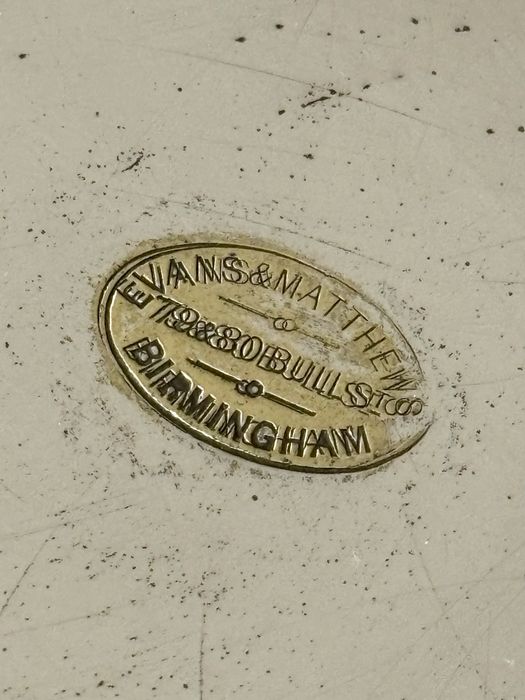 EVANS & MATTHEWS
79 & 80 BULL ST
BIRMINGHAM